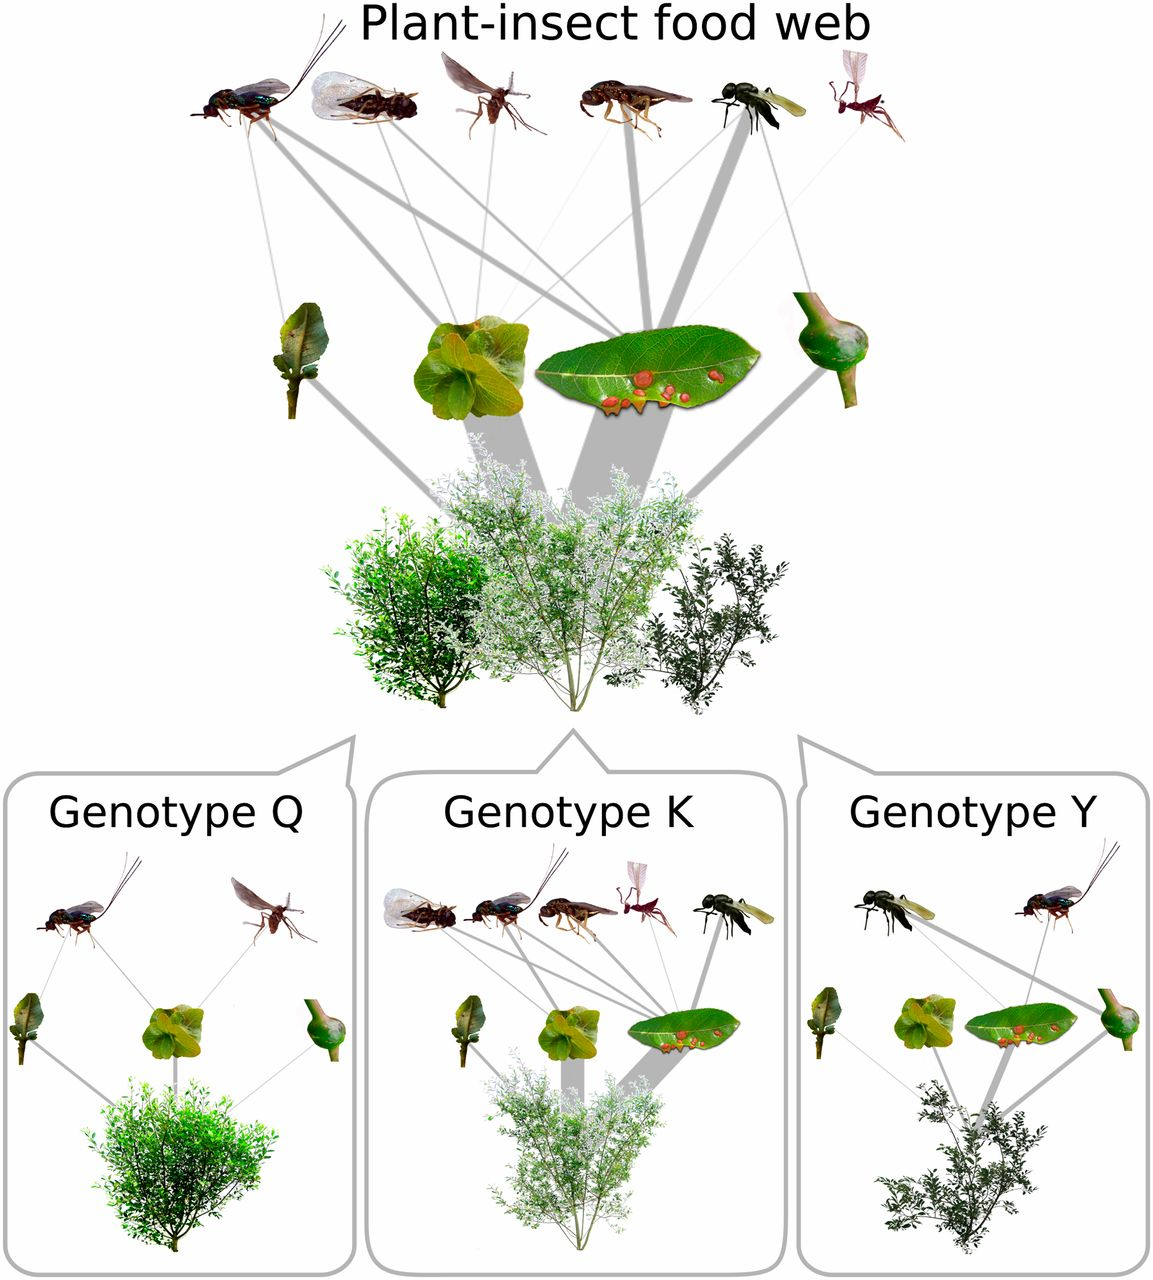 Plant-insect food web
Genotype Q
Genotype K
Genotype Y